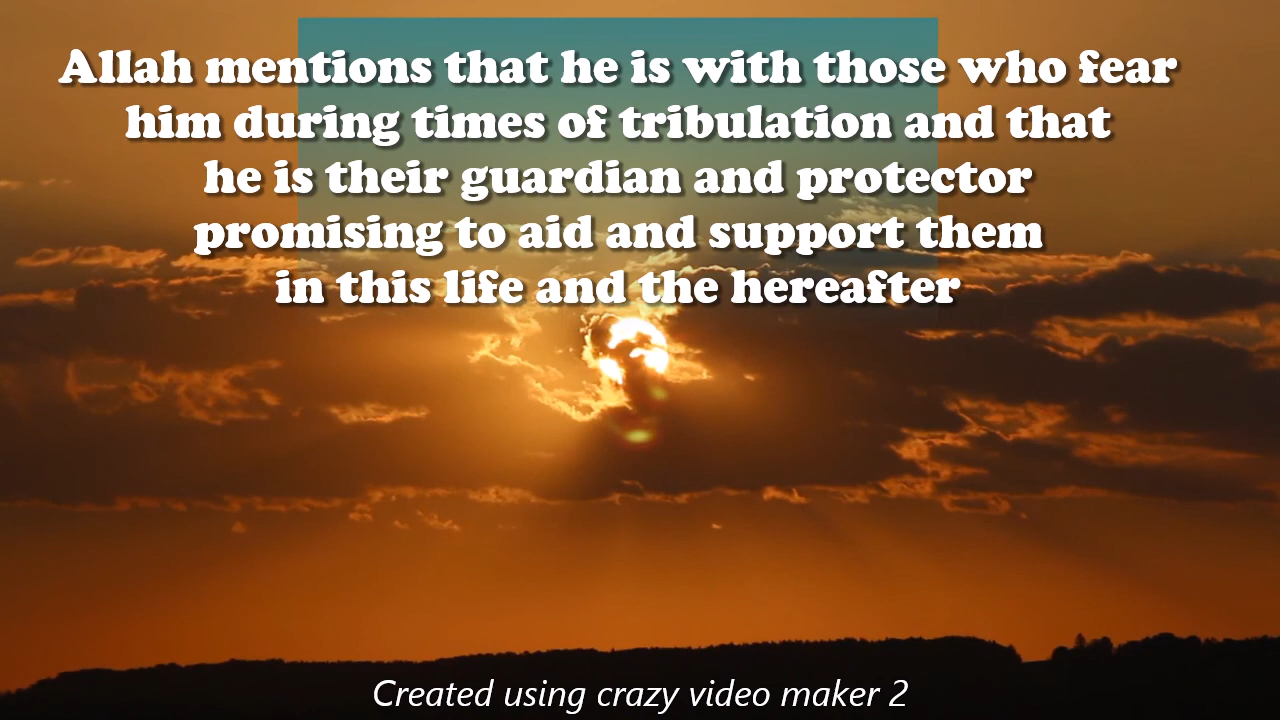 Allah mentions that he is with those who fear
him during times of tribulation and that
he is their guardian and protector
promising to aid and support them
in this life and the hereafter
Created using crazy video maker 2